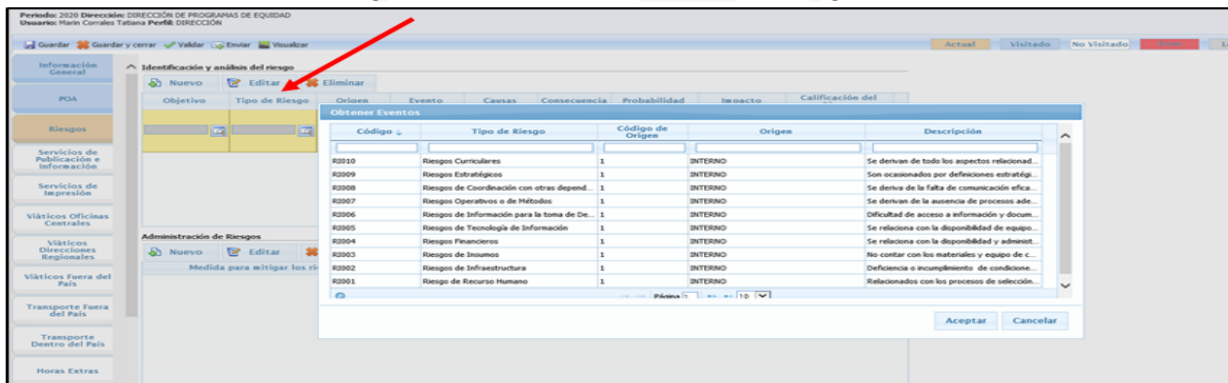 Periodo: 2020 Dirección: DIRECCIÓN DE PROGRAMAS DE EQUIDAD
Usuario: Marin Corrales Tatiana Perfil: DIRECCIÓN
Guardar Guardar y cerrar Validar Enviar Visualizar Actual Visitado No Visitado
Información General
POA
Riesgos
Servicios de Publicación e Información
Servicios de Impresión
Viáticos Oficinas Centrales
Viáticos Direcciones Regionales
Viáticos Fuera del País
Transporte Fuera del País
Transporte Dentro del País
Horas Extras
Identificación y análisis del riesgo
Nuevo Editar Eliminar
Objetivo Tipo de Riesgo Origen Evento Causas Consecuencia Probabilidad Impacto Calificación del
Obtener Eventos
Código Tipo de Riesgo Código de Origen Origen Descripción
RI010 Riesgos Curriculares 1 INTERNO Se derivan de todo los aspectos relacionad...
RI009 Riesgos Estratégicos 1 INTERNO Son ocasionados por definiciones estratégi...
RI008 Riesgos de Coordinación con otras depend... 1 INTERNO Se deriva de la falta de comunicación efica...
RI007 Riesgos Operativos o de Métodos 1 INTERNO Se derivan de la ausencia de procesos ade...
RI006 Riesgos de Información para la toma de De... 1 INTERNO Dificultad de acceso a información y docum...
RI005 Riesgos de Tecnología de Información 1 INTERNO Se relaciona con la disponibilidad de equipo...
RI004 Riesgos Financieros 1 INTERNO Se relaciona con la disponibilidad y administ...
RI003 Riesgos de Insumos 1 INTERNO No contar con los materiales y equipo de c...
RI002 Riesgos de Infraestructura 1 INTERNO Deficiencia o incumplimiento de condicione...
RI001 Riesgo de Recurso Humano 1 INTERNO Relacionados con los procesos de selección...
Página 1 10
Aceptar Cancelar
Administración de Riesgos
Nuevo Editar
Medida para mitigar los ri